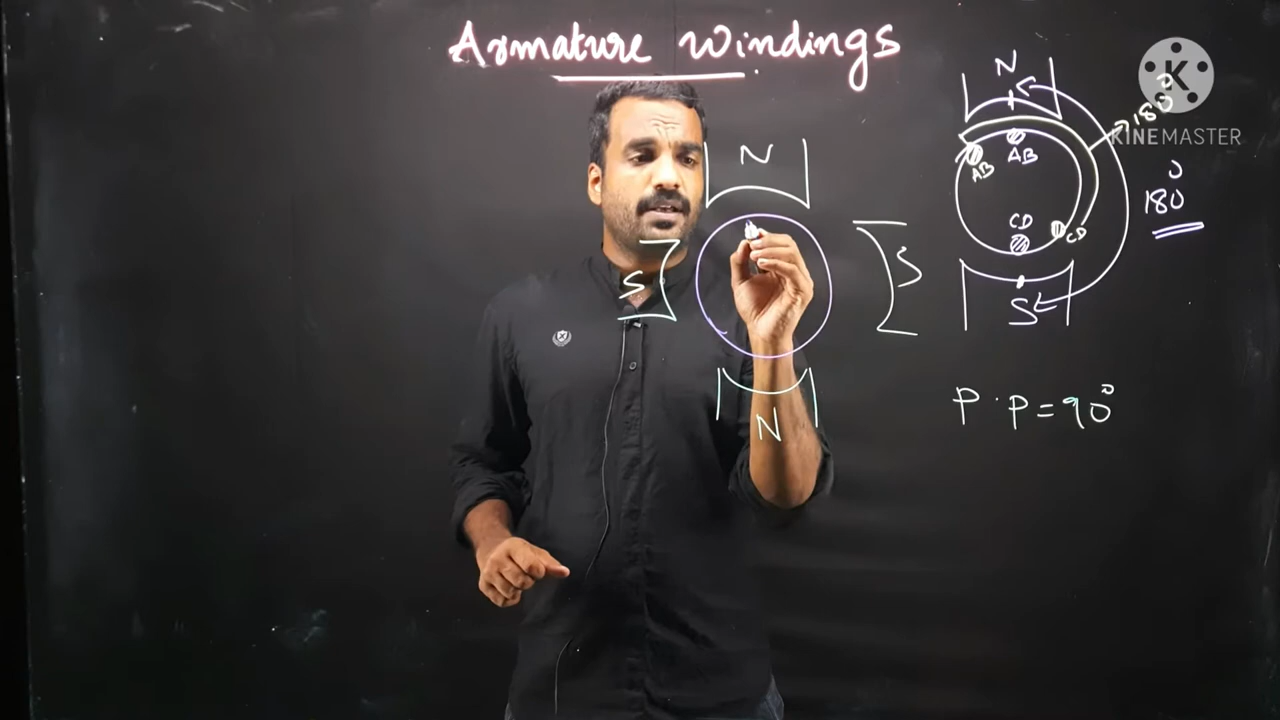 Armature windings
N
S
S
N
N
180°
AB
AB
CD
CD
S
180°
P.P=90°
KINEMASTER